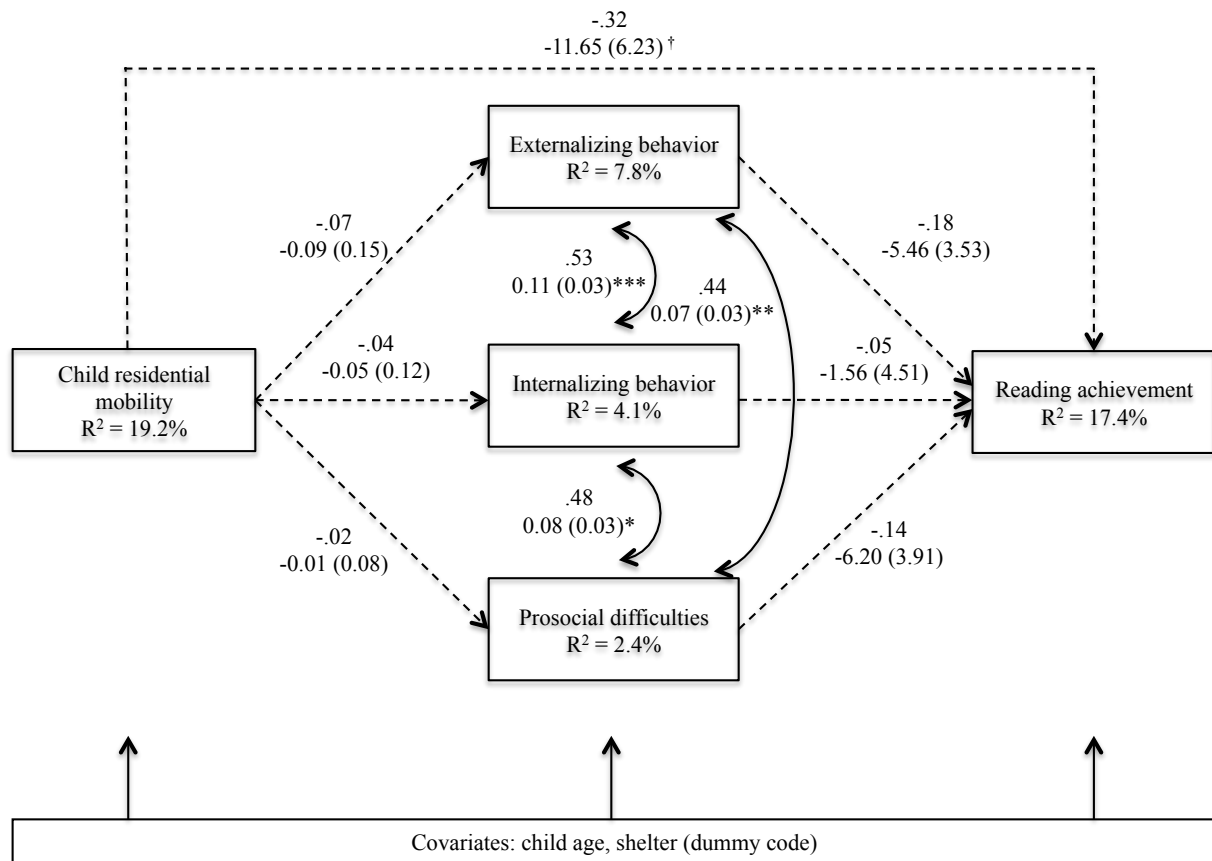 -.32
-11.65 (6.23) †
Externalizing behavior
R² = 7.8%
-.07
-0.09 (0.15)
-.18
-5.46 (3.53)
.53
0.11 (0.03)***
.44
0.07 (0.03)**
Child residential
mobility
R² = 19.2%
-.04
-0.05 (0.12)
Internalizing behavior
R² = 4.1%
-.05
-1.56 (4.51)
Reading achievement
R² = 17.4%
.48
0.08 (0.03)*
-.02
-0.01 (0.08)
-.14
-6.20 (3.91)
Prosocial difficulties
R² = 2.4%
Covariates: child age, shelter (dummy code)